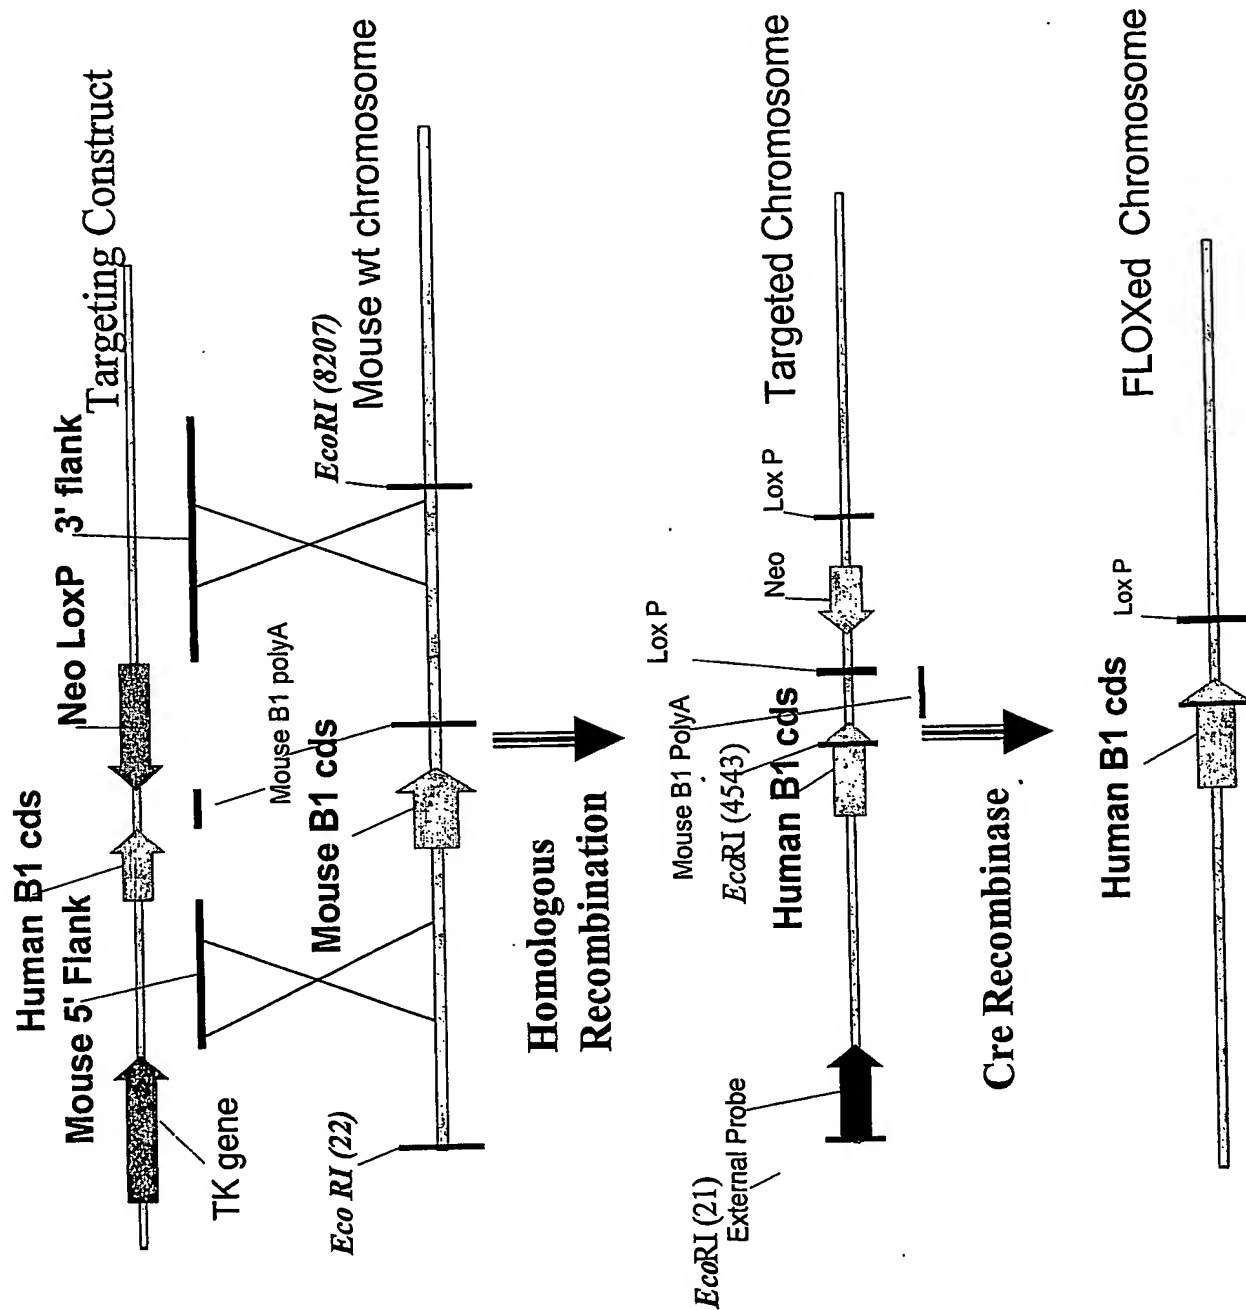 Targeting Construct
3' flank
Neo LoxP
Human B1 cds
Mouse 5' Flank
TK gene
EcoRI (8207)
Mouse wt chromosome
Mouse B1 polyA
Mouse B1 cds
Eco RI (22)
Homologous
Recombination
Targeted Chromosome
Lox P
Neo
Lox P
Mouse B1 PolyA
EcoRI (4543)
Human B1 cds
EcoRI (21)
External Probe
Cre Recombinase
FLOXed Chromosome
Lox P
Human B1 cds